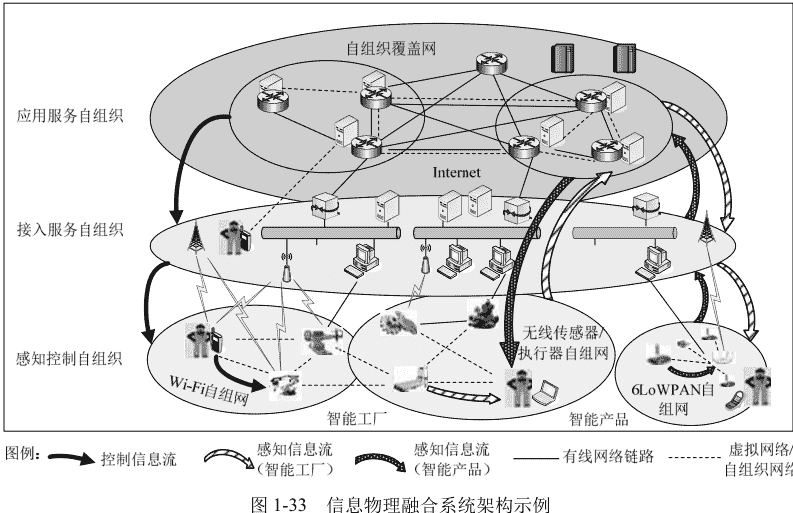 自组织覆盖网
应用服务自组织
Internet
接入服务自组织
感知控制自组织
Wi-Fi自组网
无线传感器/
执行器自组网
6LoWPAN自
组网
智能工厂
智能产品
图例：
控制信息流
感知信息流
（智能工厂）
感知信息流
（智能产品）
有线网络链路
虚拟网络/
自组织网络
图 1-33 信息物理融合系统架构示例